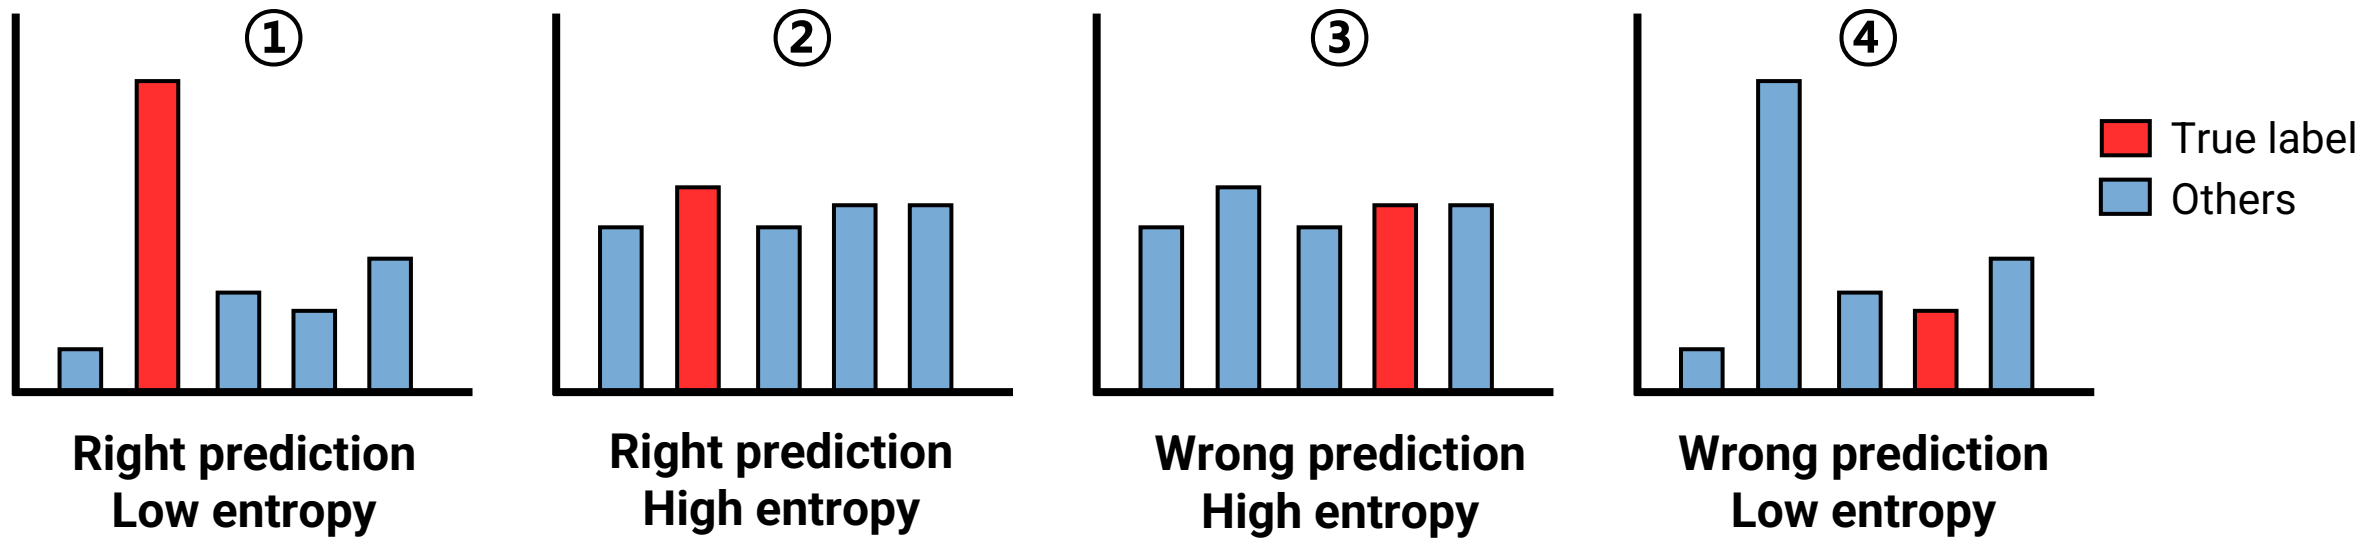 ①
②
③
④
True label
Others
Right prediction
Low entropy
Right prediction
High entropy
Wrong prediction
High entropy
Wrong prediction
Low entropy